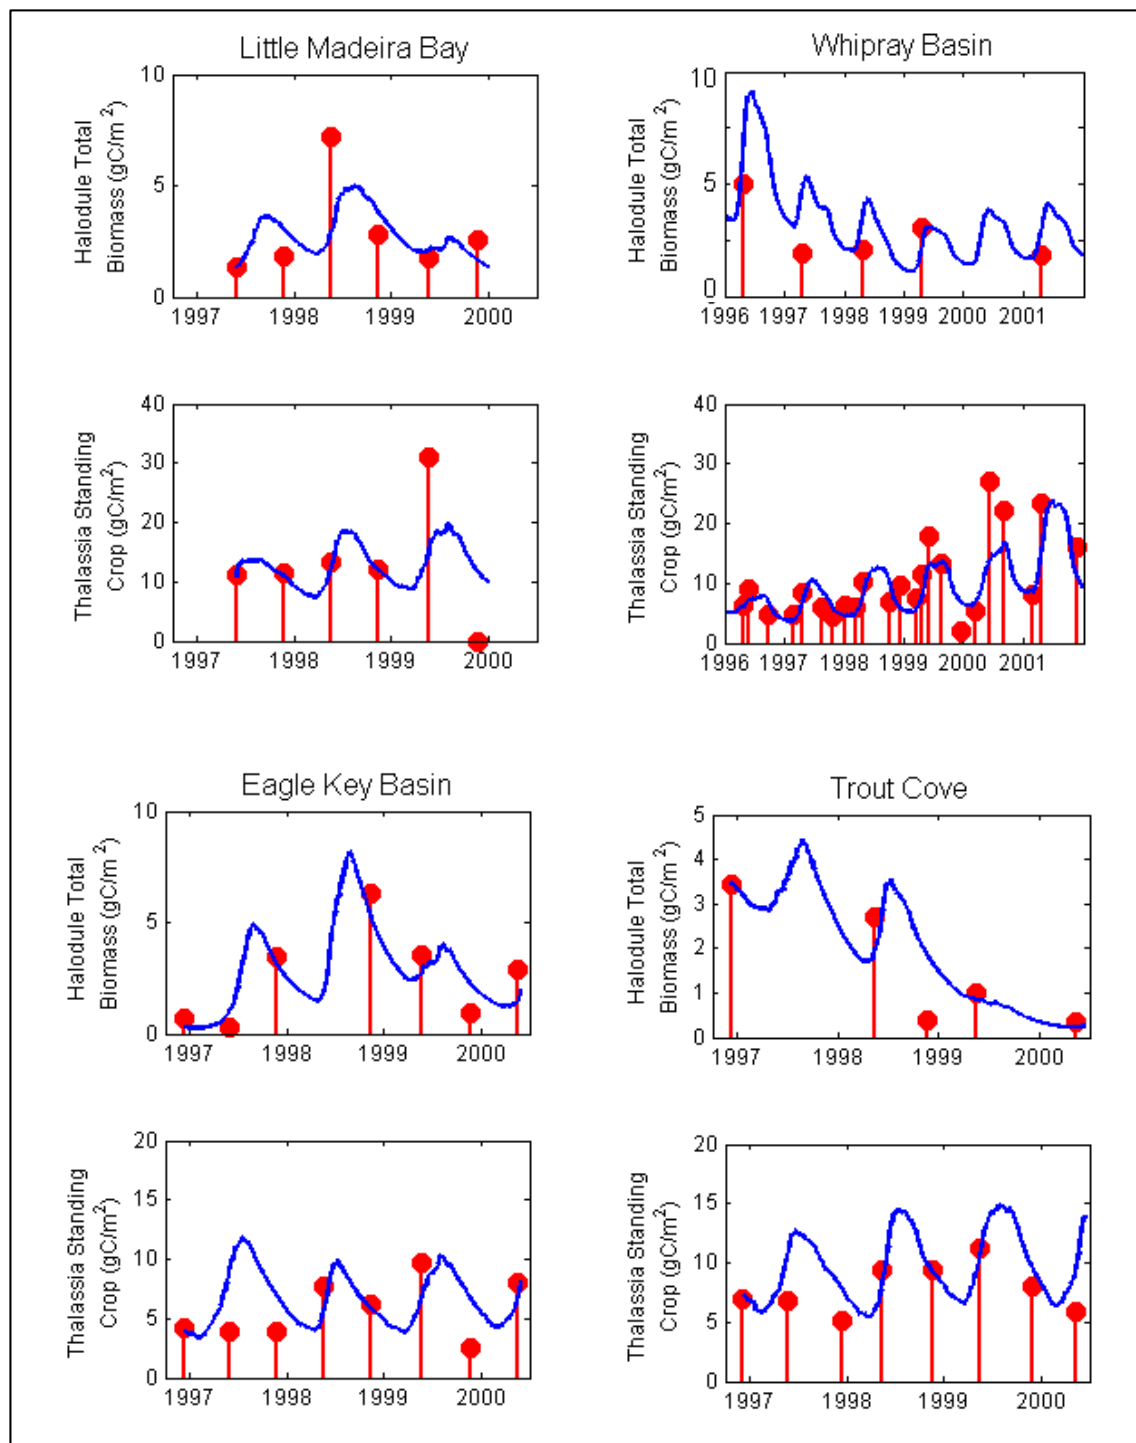 Little Madeira Bay
Halodule Total
Biomass (gC/m²)
10
5
0
1997 1998 1999 2000
Whipray Basin
Halodule Total
Biomass (gC/m²)
10
5
0
1996 1997 1998 1999 2000 2001
Thalassia Standing
Crop (gC/m²)
40
30
20
10
0
1997 1998 1999 2000
Thalassia Standing
Crop (gC/m²)
40
30
20
10
0
1996 1997 1998 1999 2000 2001
Eagle Key Basin
Halodule Total
Biomass (gC/m²)
10
5
0
1997 1998 1999 2000
Trout Cove
Halodule Total
Biomass (gC/m²)
5
4
3
2
1
0
1997 1998 1999 2000
Thalassia Standing
Crop (gC/m²)
20
15
10
5
0
1997 1998 1999 2000
Thalassia Standing
Crop (gC/m²)
20
15
10
5
0
1997 1998 1999 2000